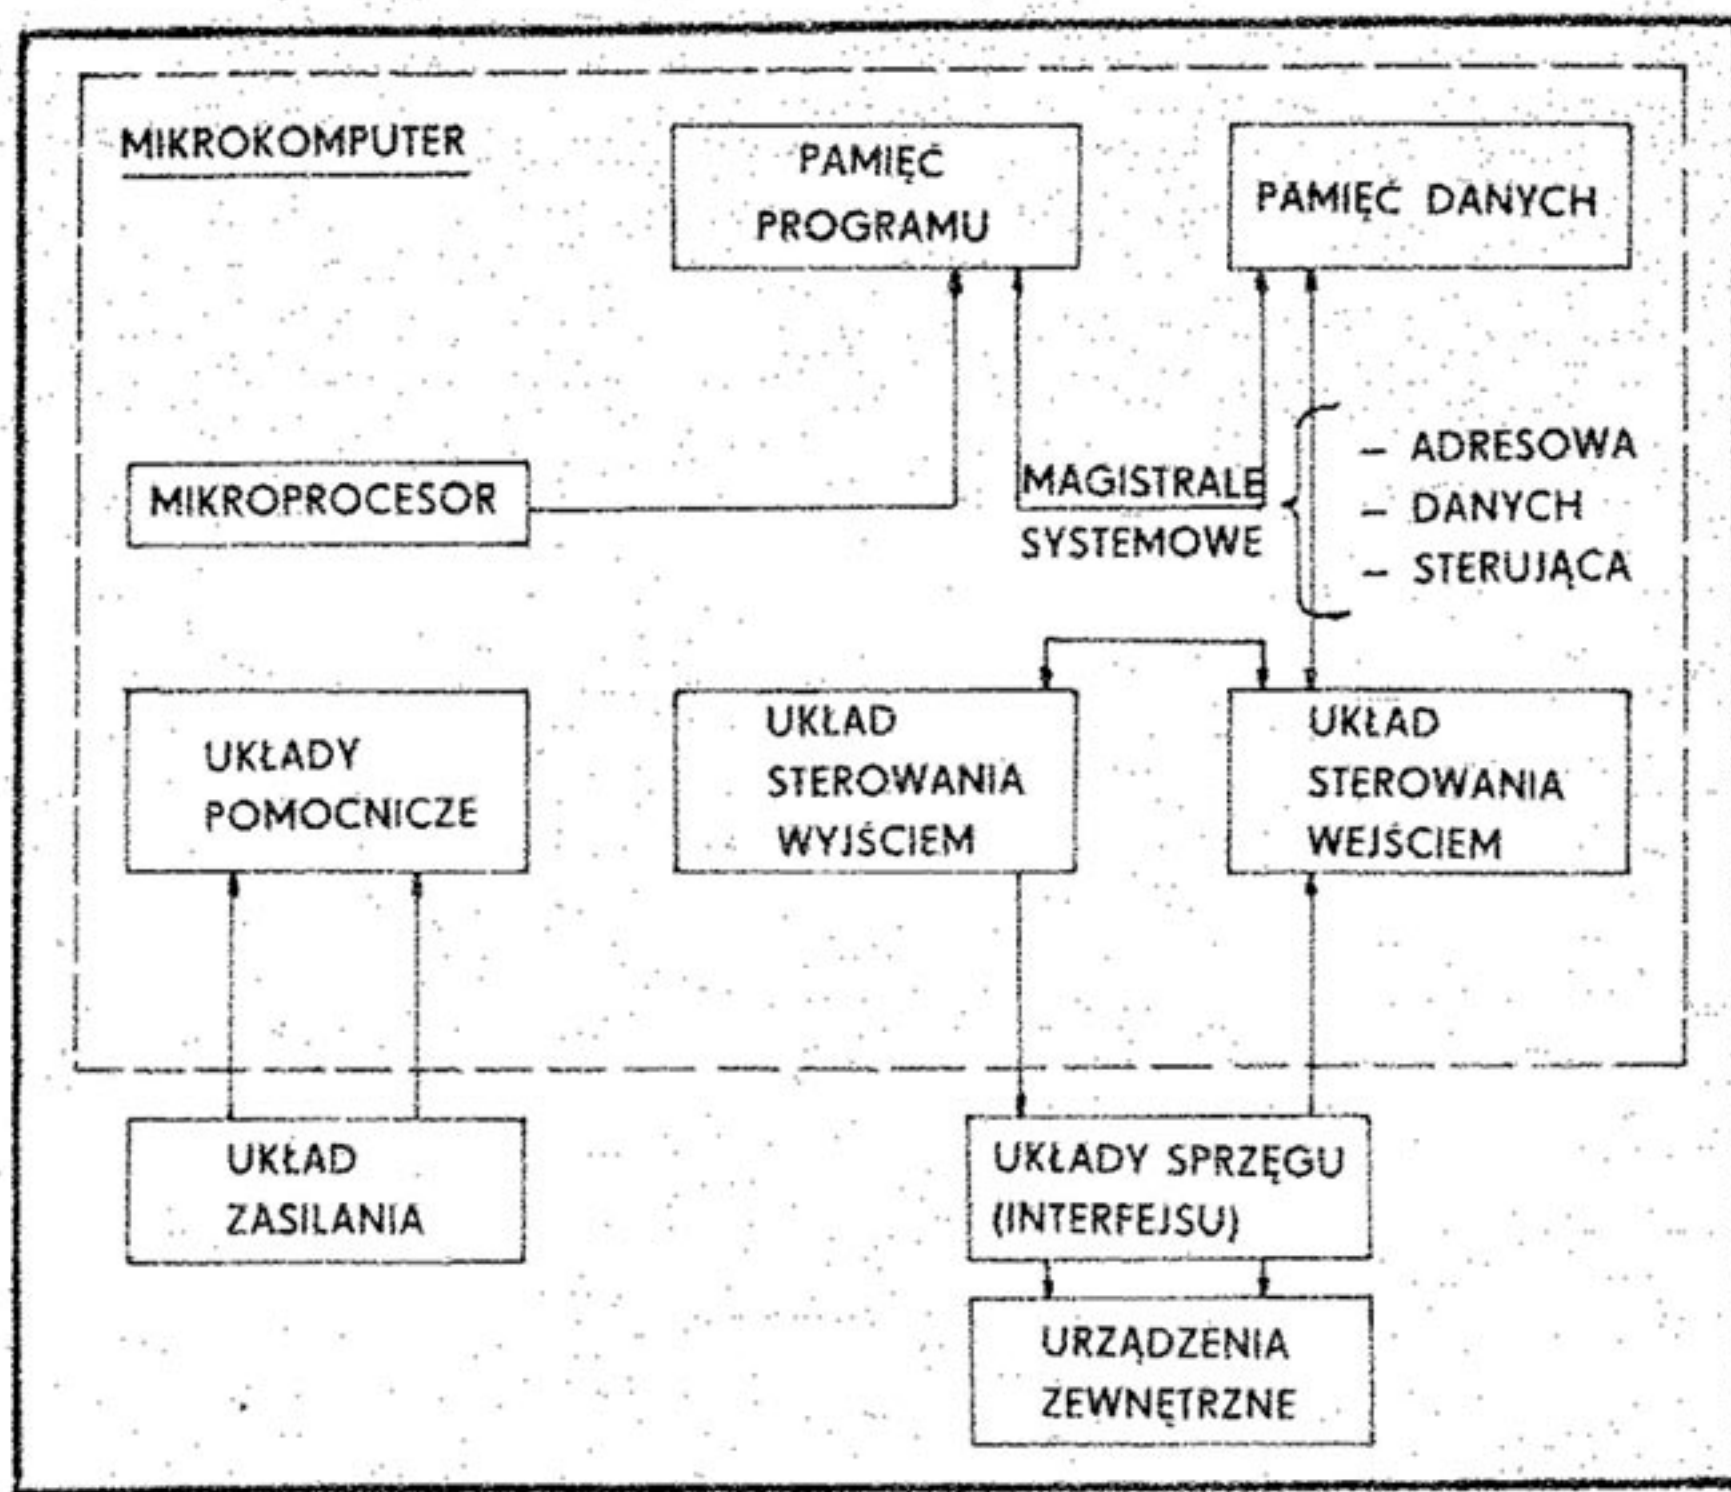 MIKROKOMPUTER
PAMIĘĆ
PROGRAMU
PAMIĘĆ DANYCH
MIKROPROCESOR
MAGISTRALE
SYSTEMOWE
- ADRESOWA
- DANYCH
- STERUJĄCA
UKŁADY
POMOCNICZE
UKŁAD
STEROWANIA
WYJŚCIEM
UKŁAD
STEROWANIA
WEJŚCIEM
UKŁAD
ZASILANIA
UKŁADY SPRZĘGU
(INTERFEJSU)
URZĄDZENIA
ZEWNĘTRZNE